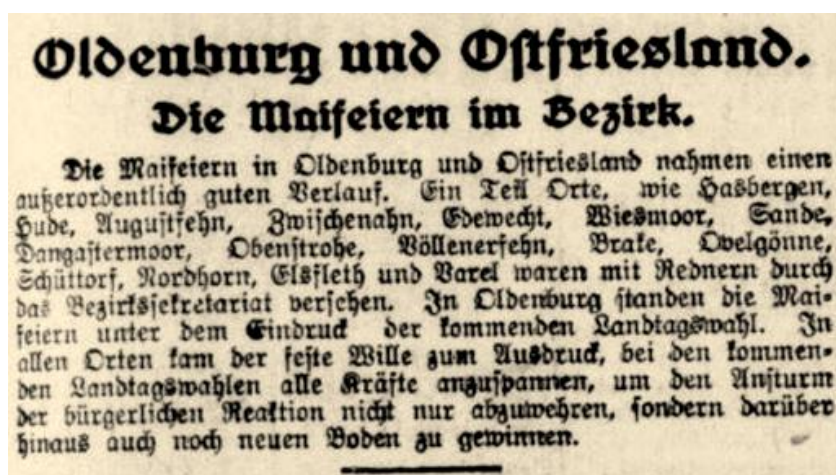 Oldenburg und Ostfriesland.
Die Maifeiern im Bezirk.
Die Maifeiern in Oldenburg und Ostfriesland nahmen einen
außerordentlich guten Verlauf. Ein Teil Orte, wie Hasbergen,
Hude, Augustfehn, Zwischenahn, Edewecht, Wiesmoor, Sande,
Dangastermoor, Obenstrohe, Völlenerfehn, Brake, Ovelgönne,
Schüttorf, Nordhorn, Elsfleth und Varel waren mit Rednern durch
das Bezirkssekretariat versehen. In Oldenburg standen die Mai-
feiern unter dem Eindruck der kommenden Landtagswahl. In
allen Orten kam der feste Wille zum Ausdruck, bei den kommen-
den Landtagswahlen alle Kräfte anzuspannen, um den Ansturm
der bürgerlichen Reaktion nicht nur abzuwehren, sondern darüber
hinaus auch noch neuen Boden zu gewinnen.